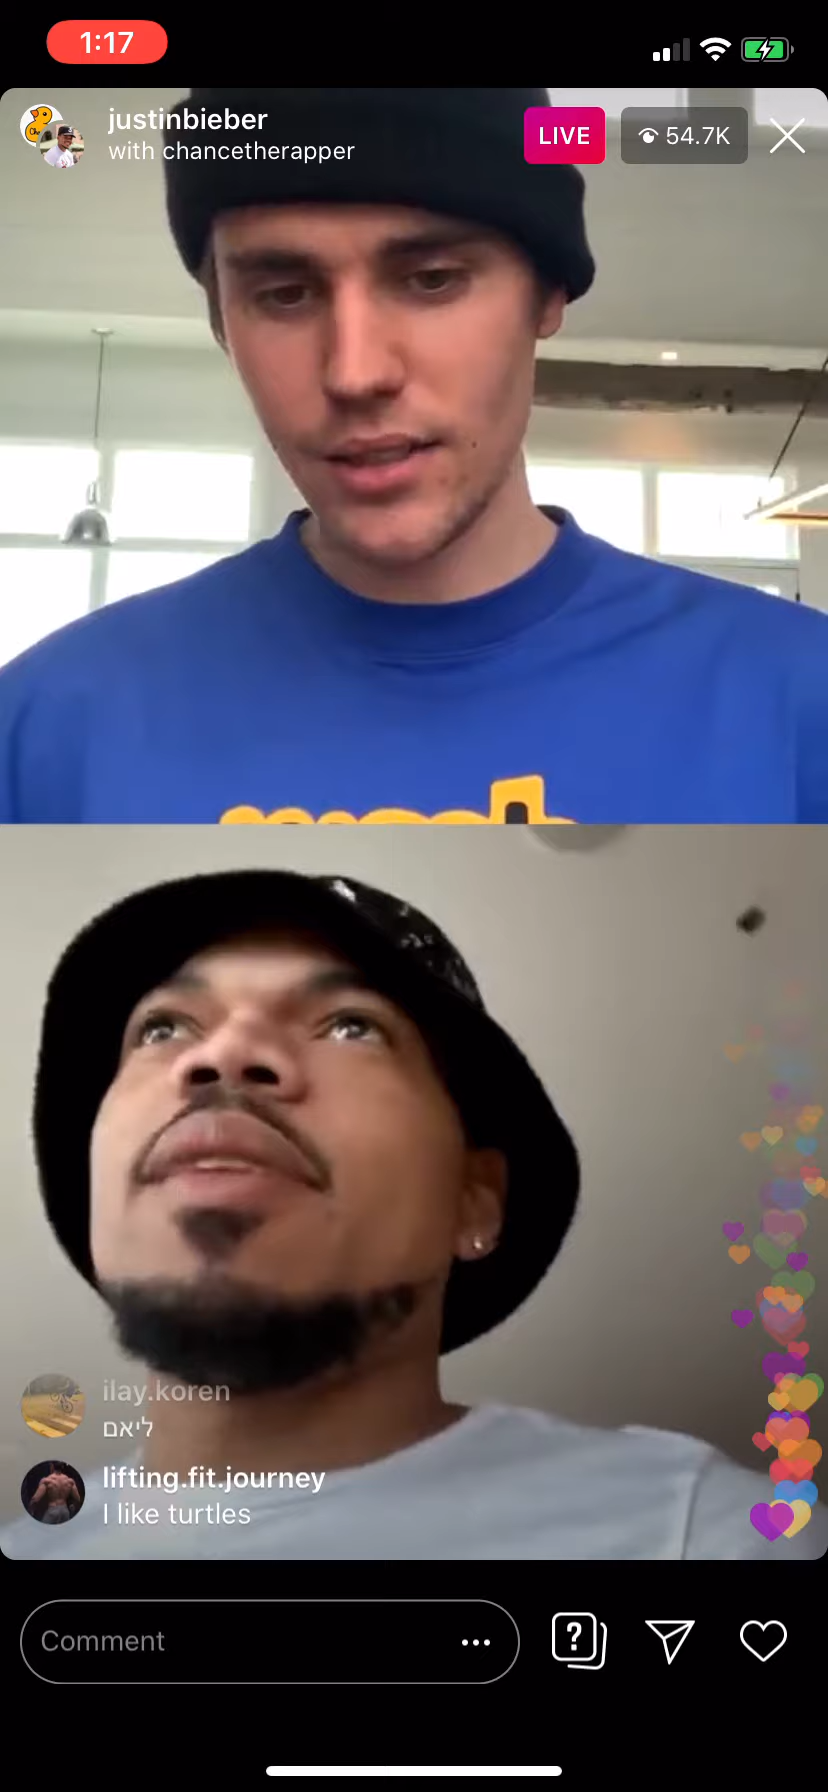 1:17
justinbieber
with chancetherapper
LIVE
54.7K
ilay.koren
ליאם
lifting.fit.journey
I like turtles
Comment